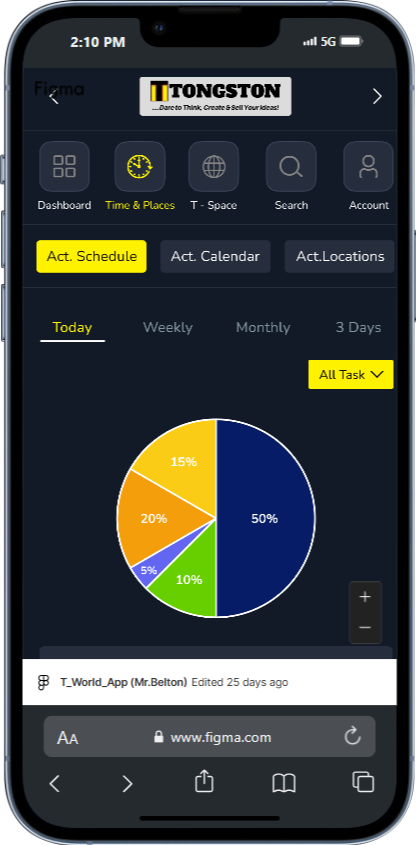 2:10 PM 5G
Figma
TTONGSTON
...Dare to Think, Create & Sell Your Ideas!
Dashboard Time & Places T - Space Search Account
Act. Schedule Act. Calendar Act.Locations
Today Weekly Monthly 3 Days
All Task
15%
20% 50%
5%
10%
+
−
T_World_App (Mr.Belton) Edited 25 days ago
AA www.figma.com